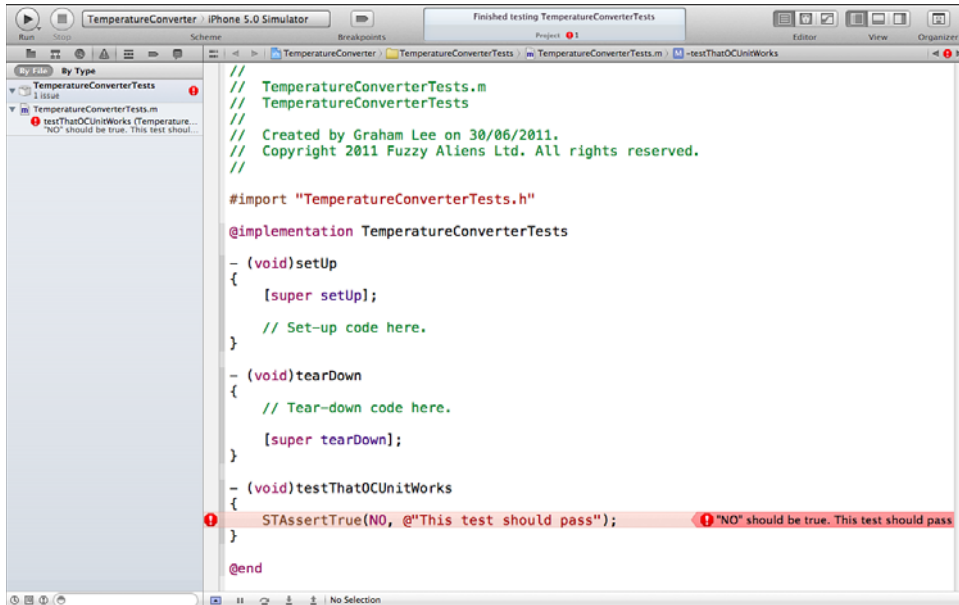 TemperatureConverter › iPhone 5.0 Simulator
Finished testing TemperatureConverterTests
Project 1
Run
Stop
Scheme
Breakpoints
Editor
View
Organizer
TemperatureConverter › TemperatureConverterTests › TemperatureConverterTests.m › M -testThatOCUnitWorks
By File By Type
TemperatureConverterTests
1 issue
m TemperatureConverterTests.m
testThatOCUnitWorks (Temperature...
"NO" should be true. This test shoul...
//
// TemperatureConverterTests.m
// TemperatureConverterTests
//
// Created by Graham Lee on 30/06/2011.
// Copyright 2011 Fuzzy Aliens Ltd. All rights reserved.
//
#import "TemperatureConverterTests.h"
@implementation TemperatureConverterTests
- (void)setUp
{
[super setUp];
// Set-up code here.
}
- (void)tearDown
{
// Tear-down code here.
[super tearDown];
}
- (void)testThatOCUnitWorks
{
STAssertTrue(NO, @"This test should pass");
"NO" should be true. This test should pass
}
@end
No Selection